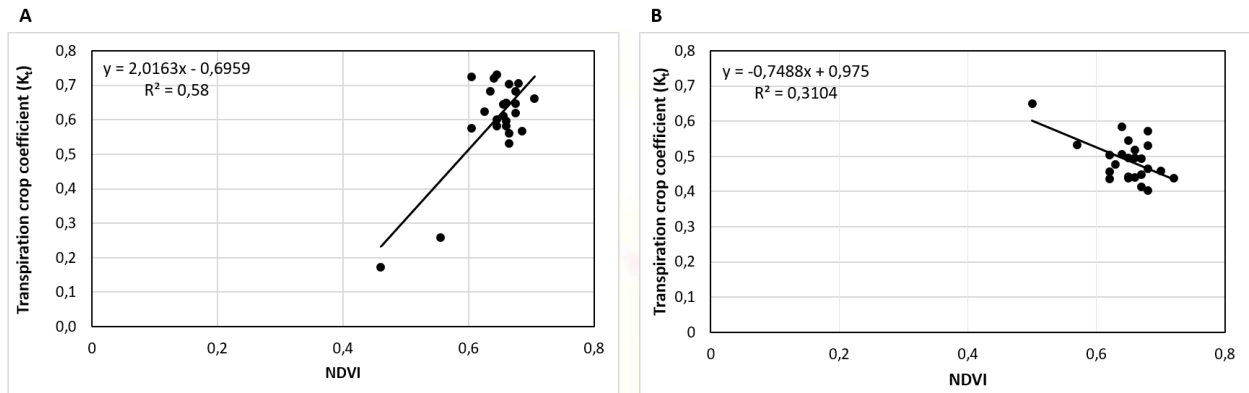 A
Transpiration crop coefficient (Kt)
0,8
0,7
0,6
0,5
0,4
0,3
0,2
0,1
0,0
y = 2,0163x - 0,6959
R² = 0,58
0
0,2
0,4
0,6
0,8
NDVI
B
Transpiration crop coefficient (Kt)
0,8
0,7
0,6
0,5
0,4
0,3
0,2
0,1
0
y = -0,7488x + 0,975
R² = 0,3104
0
0,2
0,4
0,6
0,8
NDVI